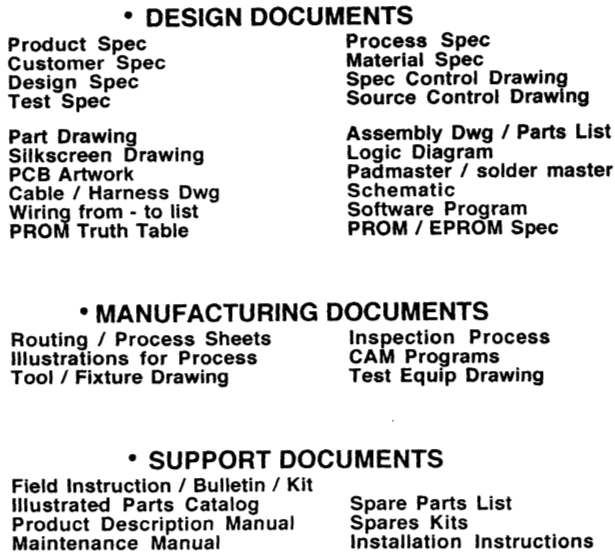 • DESIGN DOCUMENTS
Product Spec
Customer Spec
Design Spec
Test Spec
Process Spec
Material Spec
Spec Control Drawing
Source Control Drawing
Part Drawing
Silkscreen Drawing
PCB Artwork
Cable / Harness Dwg
Wiring from - to list
PROM Truth Table
Assembly Dwg / Parts List
Logic Diagram
Padmaster / solder master
Schematic
Software Program
PROM / EPROM Spec
• MANUFACTURING DOCUMENTS
Routing / Process Sheets
Illustrations for Process
Tool / Fixture Drawing
Inspection Process
CAM Programs
Test Equip Drawing
• SUPPORT DOCUMENTS
Field Instruction / Bulletin / Kit
Illustrated Parts Catalog
Product Description Manual
Maintenance Manual
Spare Parts List
Spares Kits
Installation Instructions